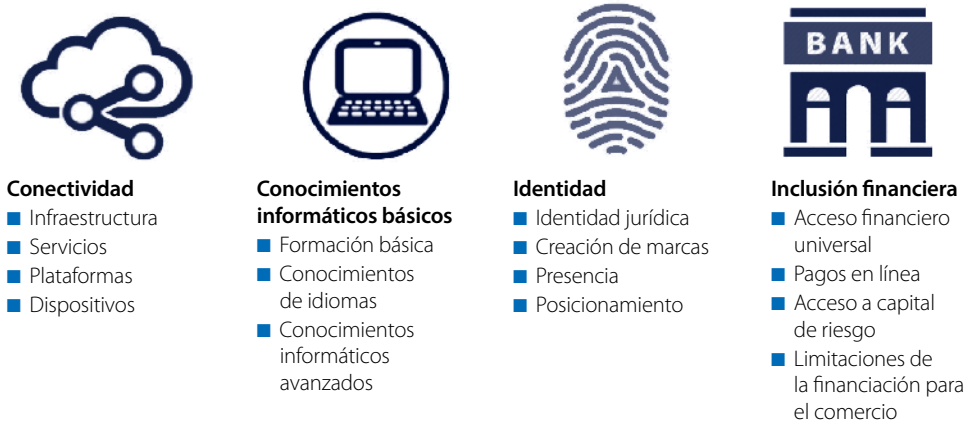 BANK
Conectividad
■ Infraestructura
■ Servicios
■ Plataformas
■ Dispositivos
Conocimientos
informáticos básicos
■ Formación básica
■ Conocimientos
de idiomas
■ Conocimientos
informáticos
avanzados
Identidad
■ Identidad jurídica
■ Creación de marcas
■ Presencia
■ Posicionamiento
Inclusión financiera
■ Acceso financiero
universal
■ Pagos en línea
■ Acceso a capital
de riesgo
■ Limitaciones de
la financiación para
el comercio